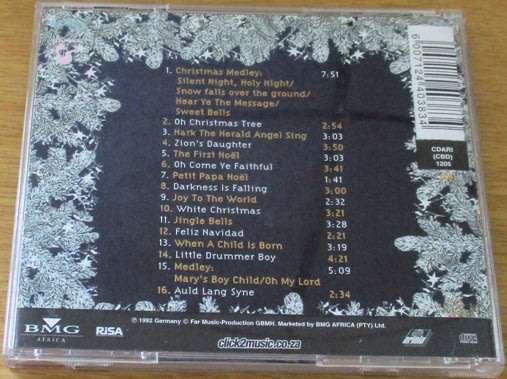 1. Christmas Medley: 7:51
Silent Night, Holy Night/
Snow falls over the ground/
Hear Ye The Message/
Sweet Bells
2. Oh Christmas Tree 2:54
3. Hark The Herald Angel Sing 3:03
4. Zion's Daughter 3:50
5. The First Noël 3:03
6. Oh Come Ye Faithful 3:41
7. Petit Papa Noël 1:41
8. Darkness Is Falling 3:00
9. Joy To The World 2:32
10. White Christmas 3:21
11. Jingle Bells 3:28
12. Feliz Navidad 2:21
13. When A Child Is Born 3:19
14. Little Drummer Boy 4:21
15. Medley: 5:09
Mary's Boy Child/Oh My Lord
16. Auld Lang Syne 2:34
CDARI
(CBD)
1205
BMG
AFRICA
RISA
℗ 1992 Germany © Far Music-Production GBMH. Marketed by BMG AFRICA (PTY) Ltd.
click2music.co.za